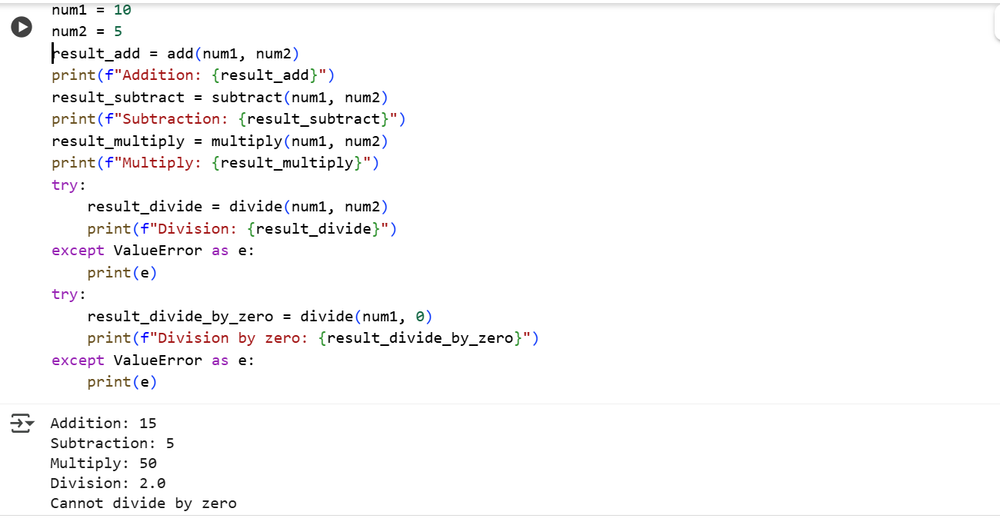 num1 = 10
num2 = 5
result_add = add(num1, num2)
print(f"Addition: {result_add}")
result_subtract = subtract(num1, num2)
print(f"Subtraction: {result_subtract}")
result_multiply = multiply(num1, num2)
print(f"Multiply: {result_multiply}")
try:
    result_divide = divide(num1, num2)
    print(f"Division: {result_divide}")
except ValueError as e:
    print(e)
try:
    result_divide_by_zero = divide(num1, 0)
    print(f"Division by zero: {result_divide_by_zero}")
except ValueError as e:
    print(e)
Addition: 15
Subtraction: 5
Multiply: 50
Division: 2.0
Cannot divide by zero